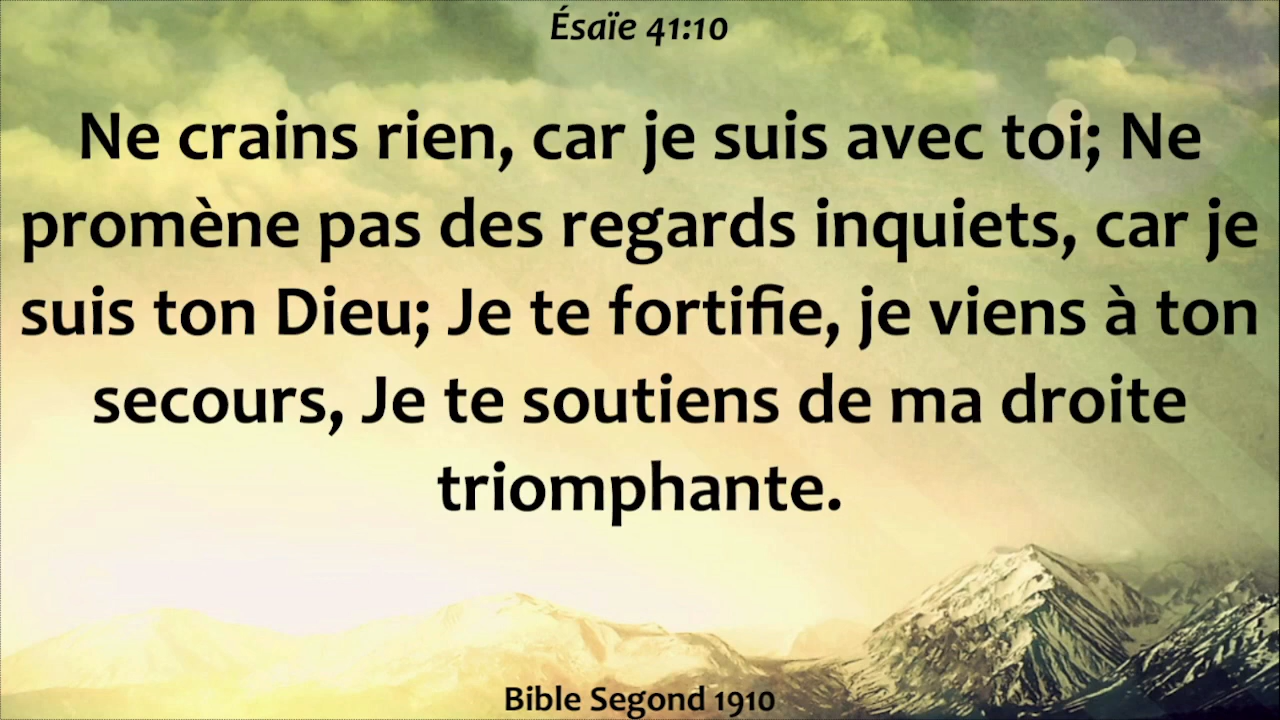 Ésaïe 41:10
Ne crains rien, car je suis avec toi; Ne
promène pas des regards inquiets, car je
suis ton Dieu; Je te fortifie, je viens à ton
secours, Je te soutiens de ma droite
triomphante.
Bible Segond 1910